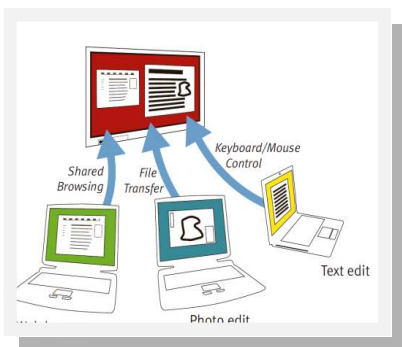 Shared
Browsing
File
Transfer
Keyboard/Mouse
Control
Text edit
Photo edit